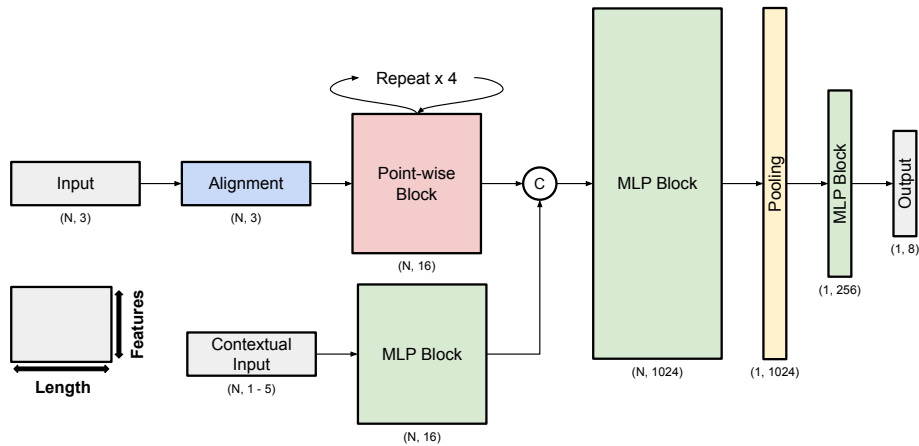 Repeat x 4
Input
(N, 3)
Alignment
(N, 3)
Point-wise
Block
(N, 16)
C
MLP Block
(N, 1024)
Pooling
(1, 1024)
MLP Block
(1, 256)
Output
(1, 8)
Features
Length
Contextual
Input
(N, 1 - 5)
MLP Block
(N, 16)